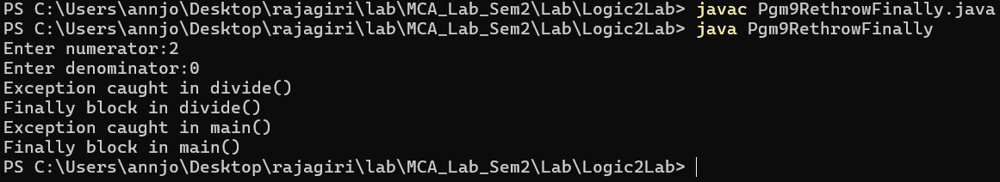 PS C:\Users\annjo\Desktop\rajagiri\lab\MCA_Lab_Sem2\Lab\Logic2Lab> javac Pgm9RethrowFinally.java
PS C:\Users\annjo\Desktop\rajagiri\lab\MCA_Lab_Sem2\Lab\Logic2Lab> java Pgm9RethrowFinally
Enter numerator:2
Enter denominator:0
Exception caught in divide()
Finally block in divide()
Exception caught in main()
Finally block in main()
PS C:\Users\annjo\Desktop\rajagiri\lab\MCA_Lab_Sem2\Lab\Logic2Lab>